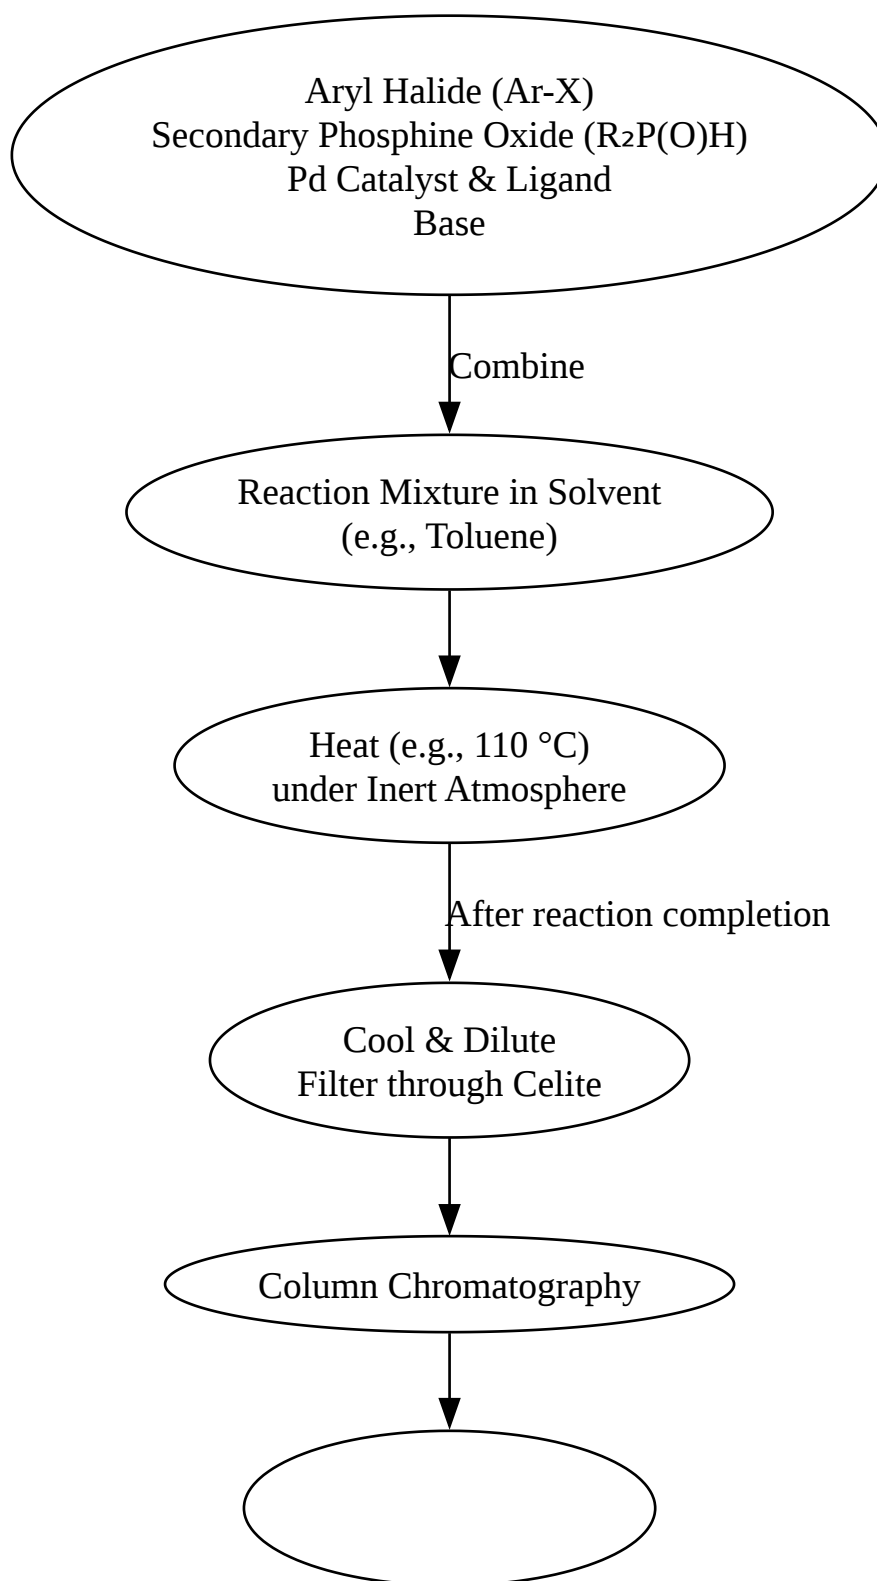 Aryl Halide (Ar-X)
Secondary Phosphine Oxide (R₂P(O)H)
Pd Catalyst & Ligand
Base
Combine
Reaction Mixture in Solvent
(e.g., Toluene)
Heat (e.g., 110 °C)
under Inert Atmosphere
After reaction completion
Cool & Dilute
Filter through Celite
Column Chromatography